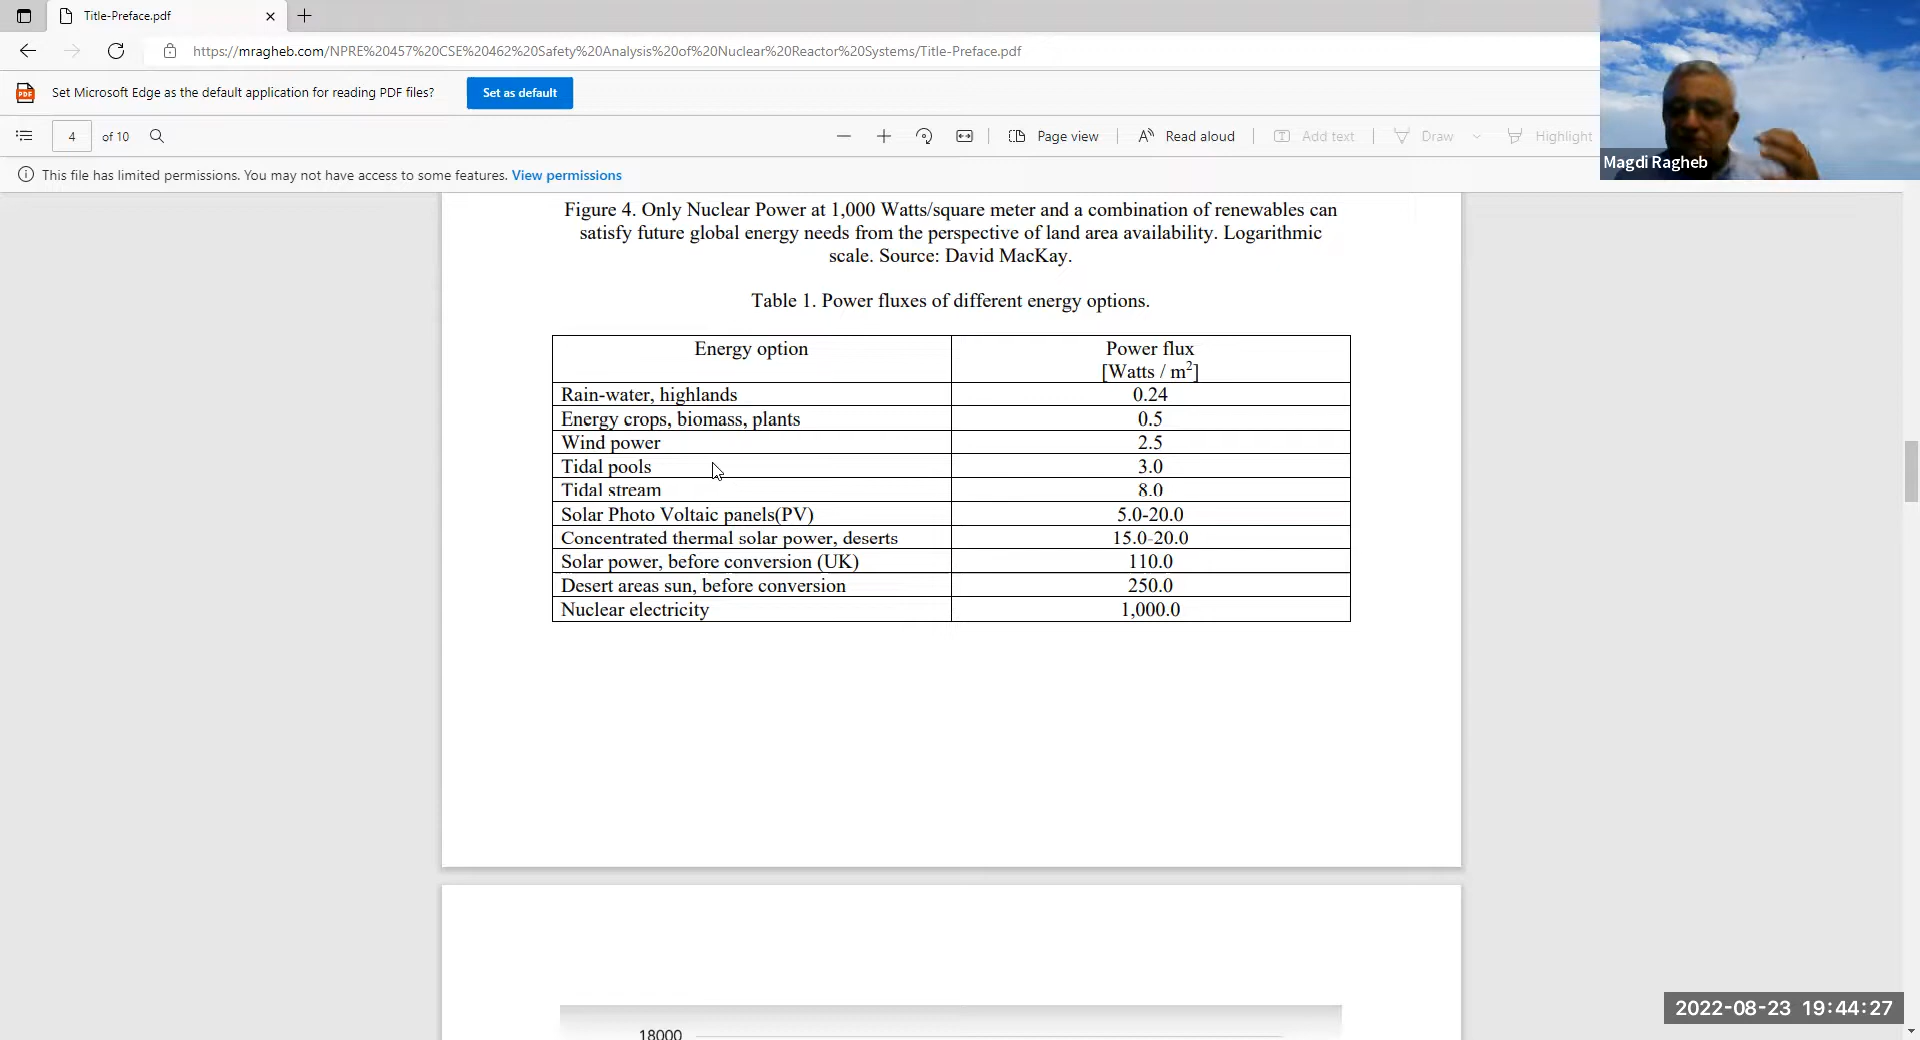 Title-Preface.pdf
https://mragheb.com/NPRE%20457%20CSE%20462%20Safety%20Analysis%20of%20Nuclear%20Reactor%20Systems/Title-Preface.pdf
PDF
Set Microsoft Edge as the default application for reading PDF files?
Set as default
4 of 10
Page view
Read aloud
Add text
Draw
Highlight
Magdi Ragheb
This file has limited permissions. You may not have access to some features. View permissions
Figure 4. Only Nuclear Power at 1,000 Watts/square meter and a combination of renewables can
satisfy future global energy needs from the perspective of land area availability. Logarithmic
scale. Source: David MacKay.
Table 1. Power fluxes of different energy options.
Energy option Power flux
[Watts / m²]
Rain-water, highlands 0.24
Energy crops, biomass, plants 0.5
Wind power 2.5
Tidal pools 3.0
Tidal stream 8.0
Solar Photo Voltaic panels(PV) 5.0-20.0
Concentrated thermal solar power, deserts 15.0-20.0
Solar power, before conversion (UK) 110.0
Desert areas sun, before conversion 250.0
Nuclear electricity 1,000.0
2022-08-23 19:44:27
18000